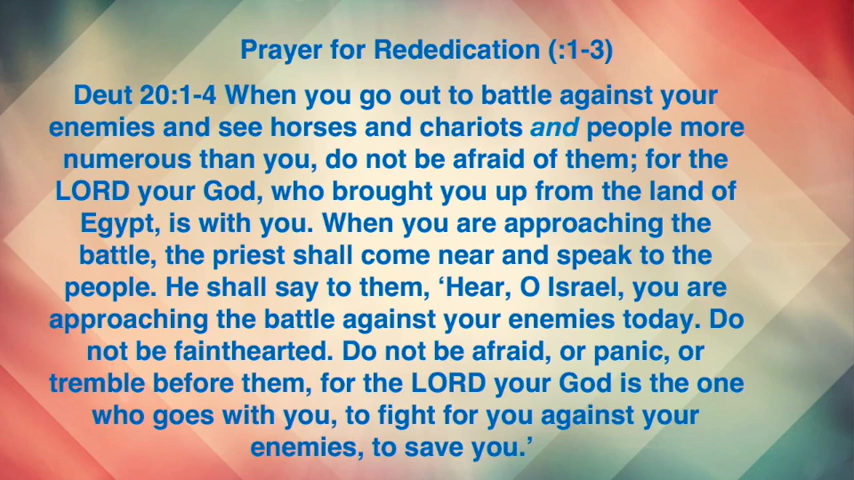 Prayer for Rededication (:1-3)
Deut 20:1-4 When you go out to battle against your
enemies and see horses and chariots and people more
numerous than you, do not be afraid of them; for the
LORD your God, who brought you up from the land of
Egypt, is with you. When you are approaching the
battle, the priest shall come near and speak to the
people. He shall say to them, ‘Hear, O Israel, you are
approaching the battle against your enemies today. Do
not be fainthearted. Do not be afraid, or panic, or
tremble before them, for the LORD your God is the one
who goes with you, to fight for you against your
enemies, to save you.’